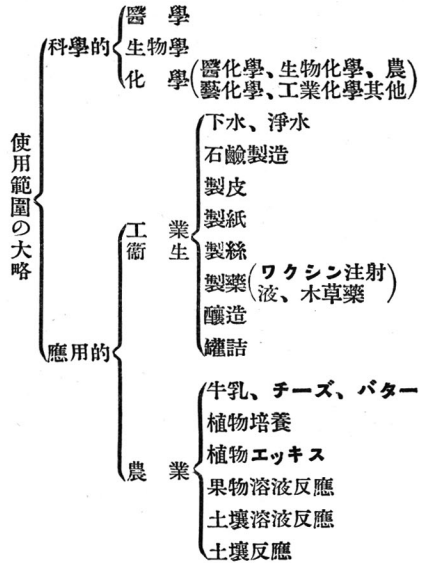 使用範圍の大略
科學的
醫學
生物學
化學(醫化學、生物化學、農
藝化學、工業化學其他)
應用的
工業
衞生
下水、淨水
石鹼製造
製皮
製紙
製絲
製藥(ワクシン注射
液、木草藥)
釀造
罐詰
農業
牛乳、チーズ、バター
植物培養
植物エッキス
果物溶液反應
土壤溶液反應
土壤反應